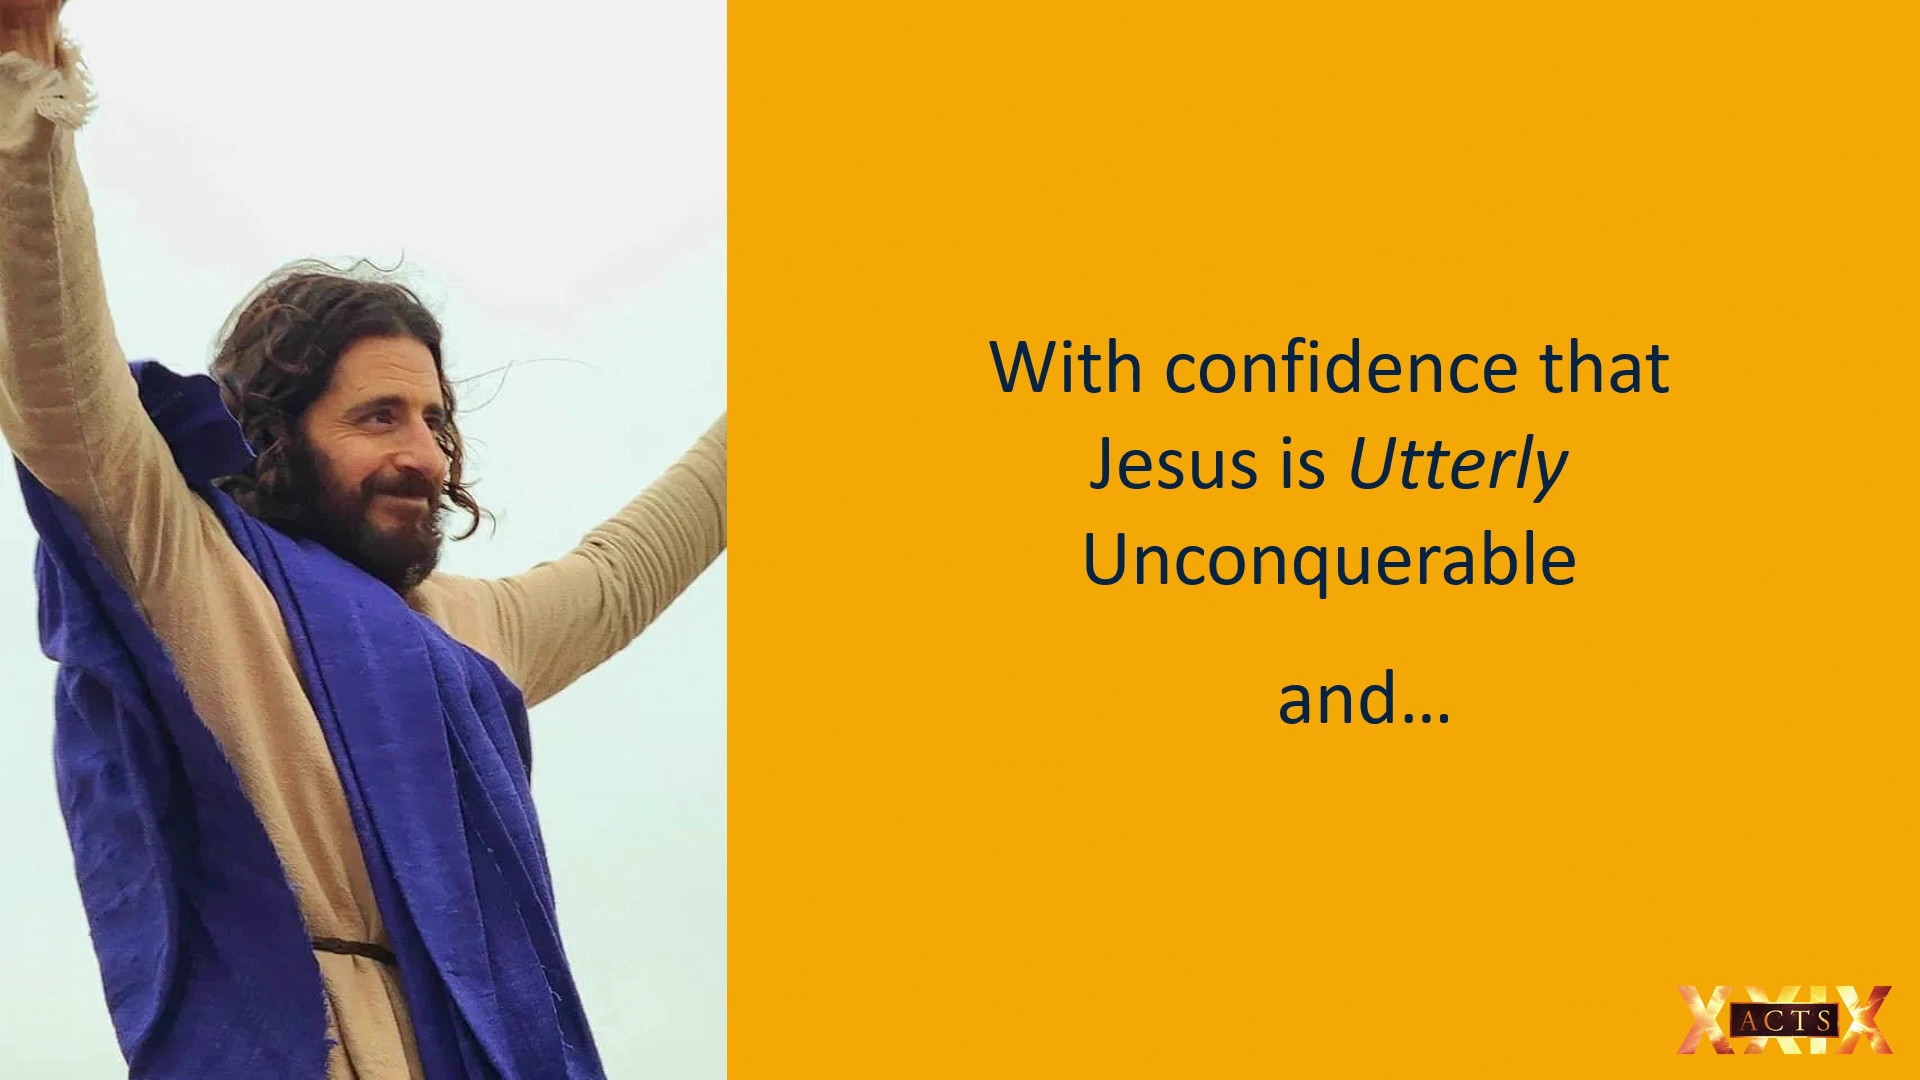 With confidence that
Jesus is Utterly
Unconquerable
and...
XXIX
ACTS